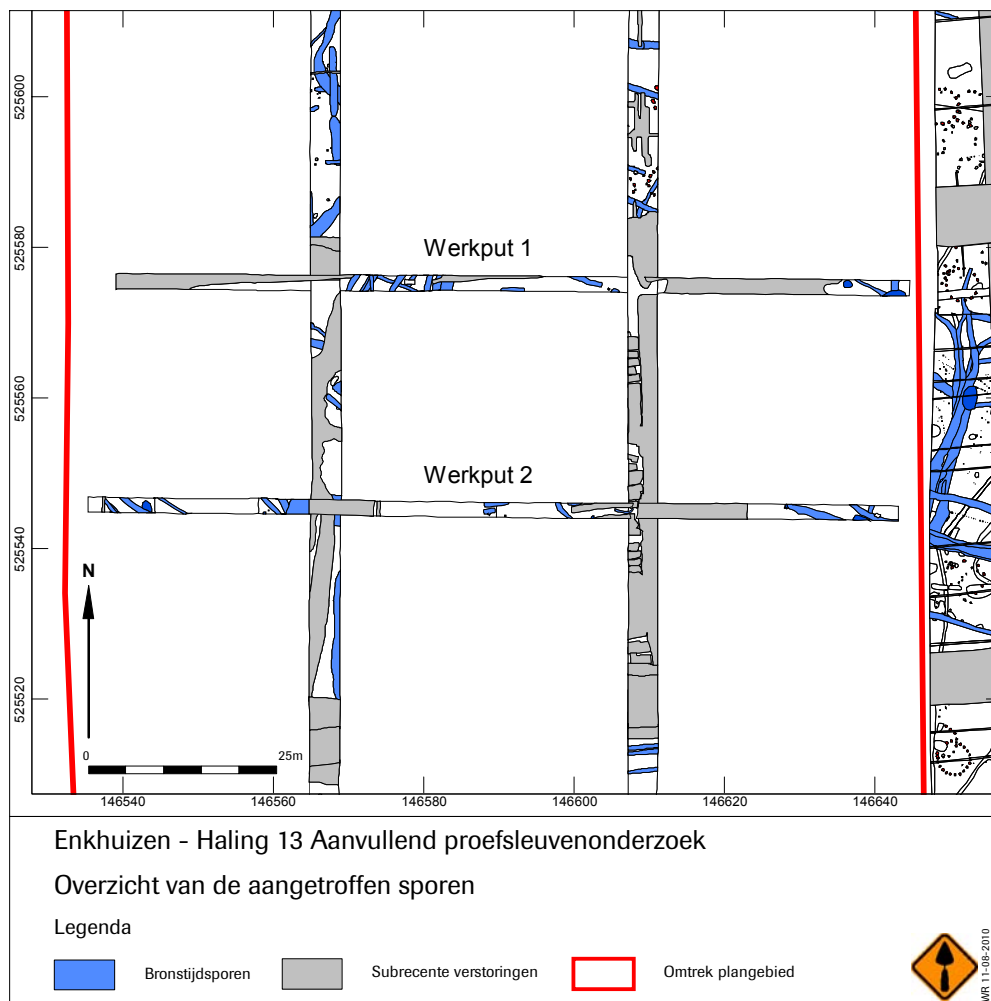 525600
525580
525560
525540
525520
Werkput 1
Werkput 2
N
0
25m
146540
146560
146580
146600
146620
146640
Enkhuizen - Haling 13 Aanvullend proefsleuvenonderzoek
Overzicht van de aangetroffen sporen
Legenda
Bronstijdsporen
Subrecente verstoringen
Omtrek plangebied
WR 11-08-2010